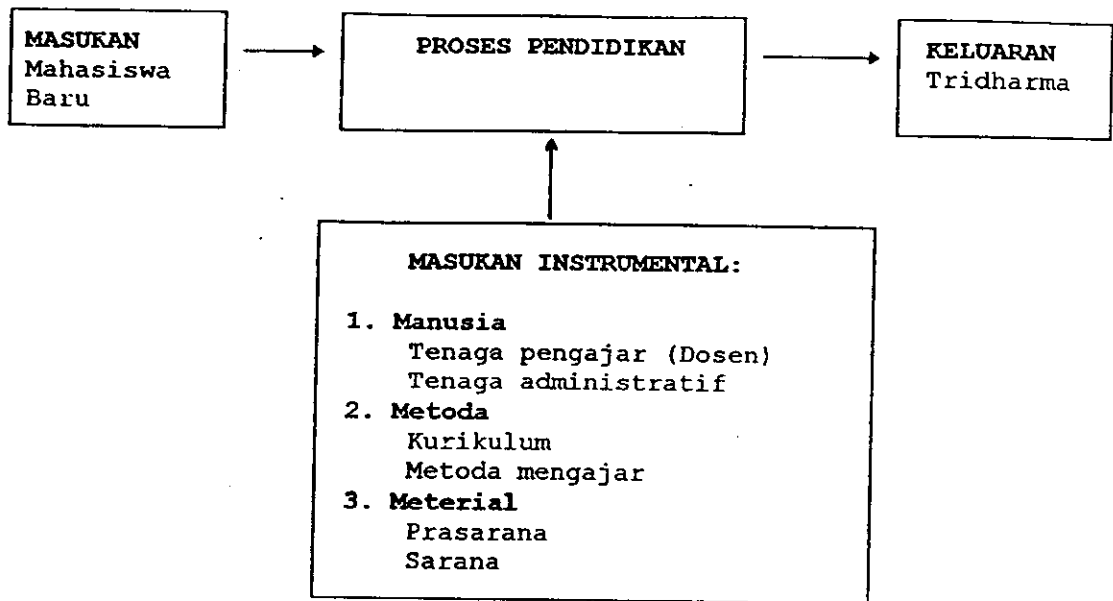 MASUKAN
Mahasiswa
Baru
PROSES PENDIDIKAN
KELUARAN
Tridharma
MASUKAN INSTRUMENTAL:
1. Manusia
Tenaga pengajar (Dosen)
Tenaga administratif
2. Metoda
Kurikulum
Metoda mengajar
3. Meterial
Prasarana
Sarana